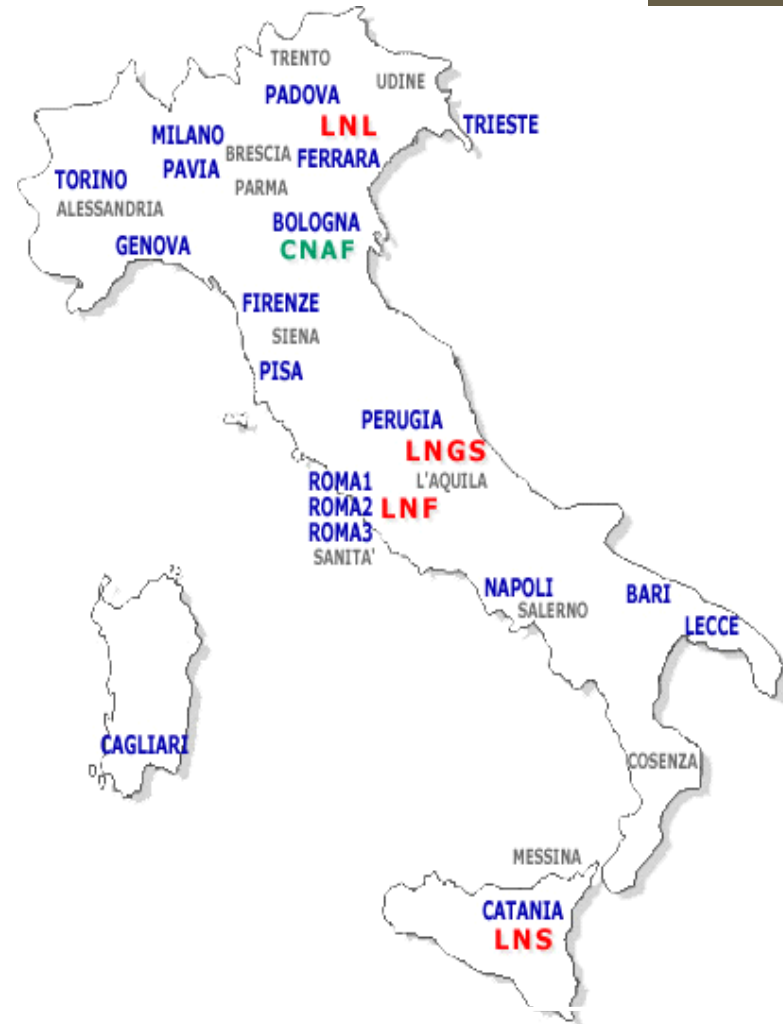 TRENTO
UDINE
PADOVA
LNL
TRIESTE
MILANO
BRESCIA
FERRARA
PAVIA
TORINO
PARMA
ALESSANDRIA
BOLOGNA
GENOVA
CNAF
FIRENZE
SIENA
PISA
PERUGIA
LNGS
ROMA1
L'AQUILA
ROMA2
LNF
ROMA3
SANITA'
NAPOLI
SALERNO
BARI
LECCE
CAGLIARI
COSENZA
MESSINA
CATANIA
LNS